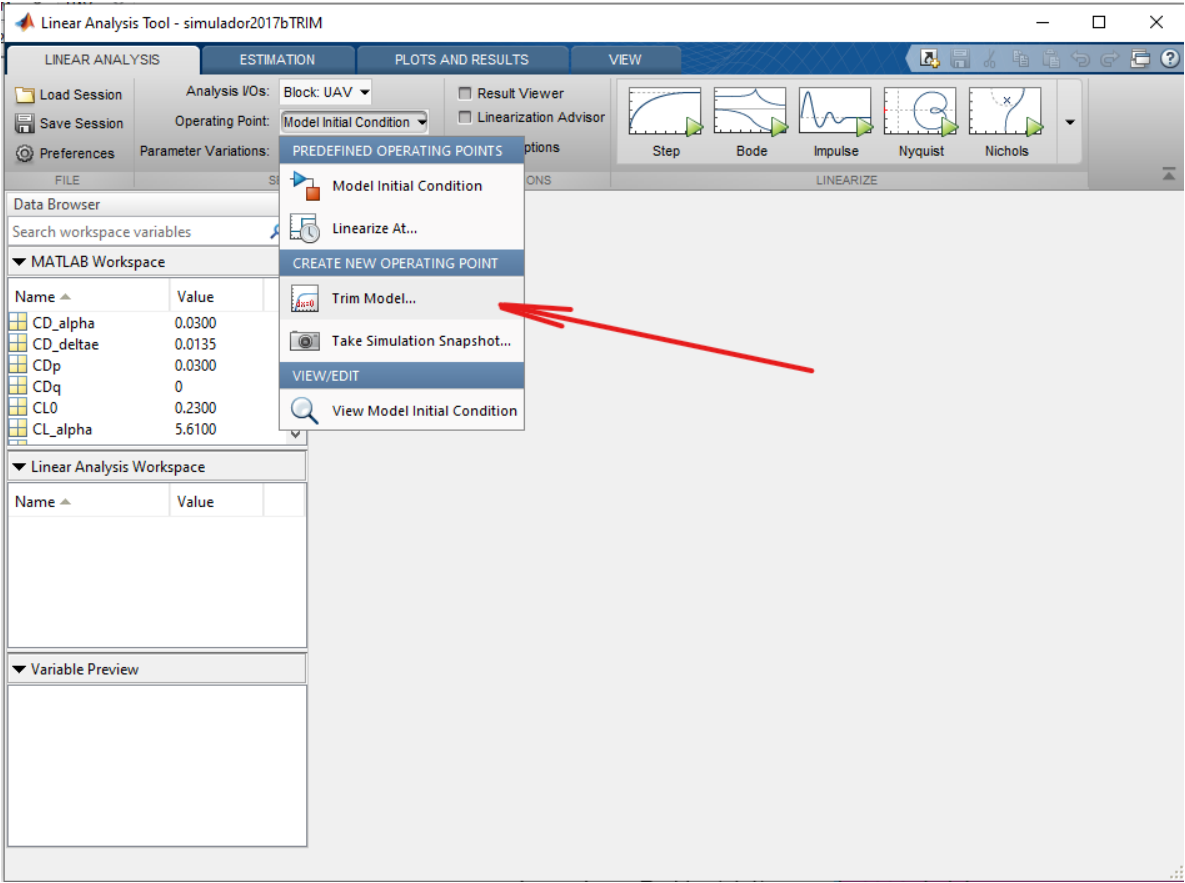 Linear Analysis Tool - simulador2017bTRIM
LINEAR ANALYSIS ESTIMATION PLOTS AND RESULTS VIEW
Load Session
Save Session
Preferences
FILE
Analysis I/Os: Block: UAV
Operating Point: Model Initial Condition
Parameter Variations:
PREDEFINED OPERATING POINTS
Model Initial Condition
Linearize At...
CREATE NEW OPERATING POINT
Trim Model...
Take Simulation Snapshot...
VIEW/EDIT
View Model Initial Condition
Result Viewer
Linearization Advisor
Step Bode Impulse Nyquist Nichols
LINEARIZE
Data Browser
Search workspace variables
MATLAB Workspace
Name Value
CD_alpha 0.0300
CD_deltae 0.0135
CDp 0.0300
CDq 0
CL0 0.2300
CL_alpha 5.6100
Linear Analysis Workspace
Name Value
Variable Preview